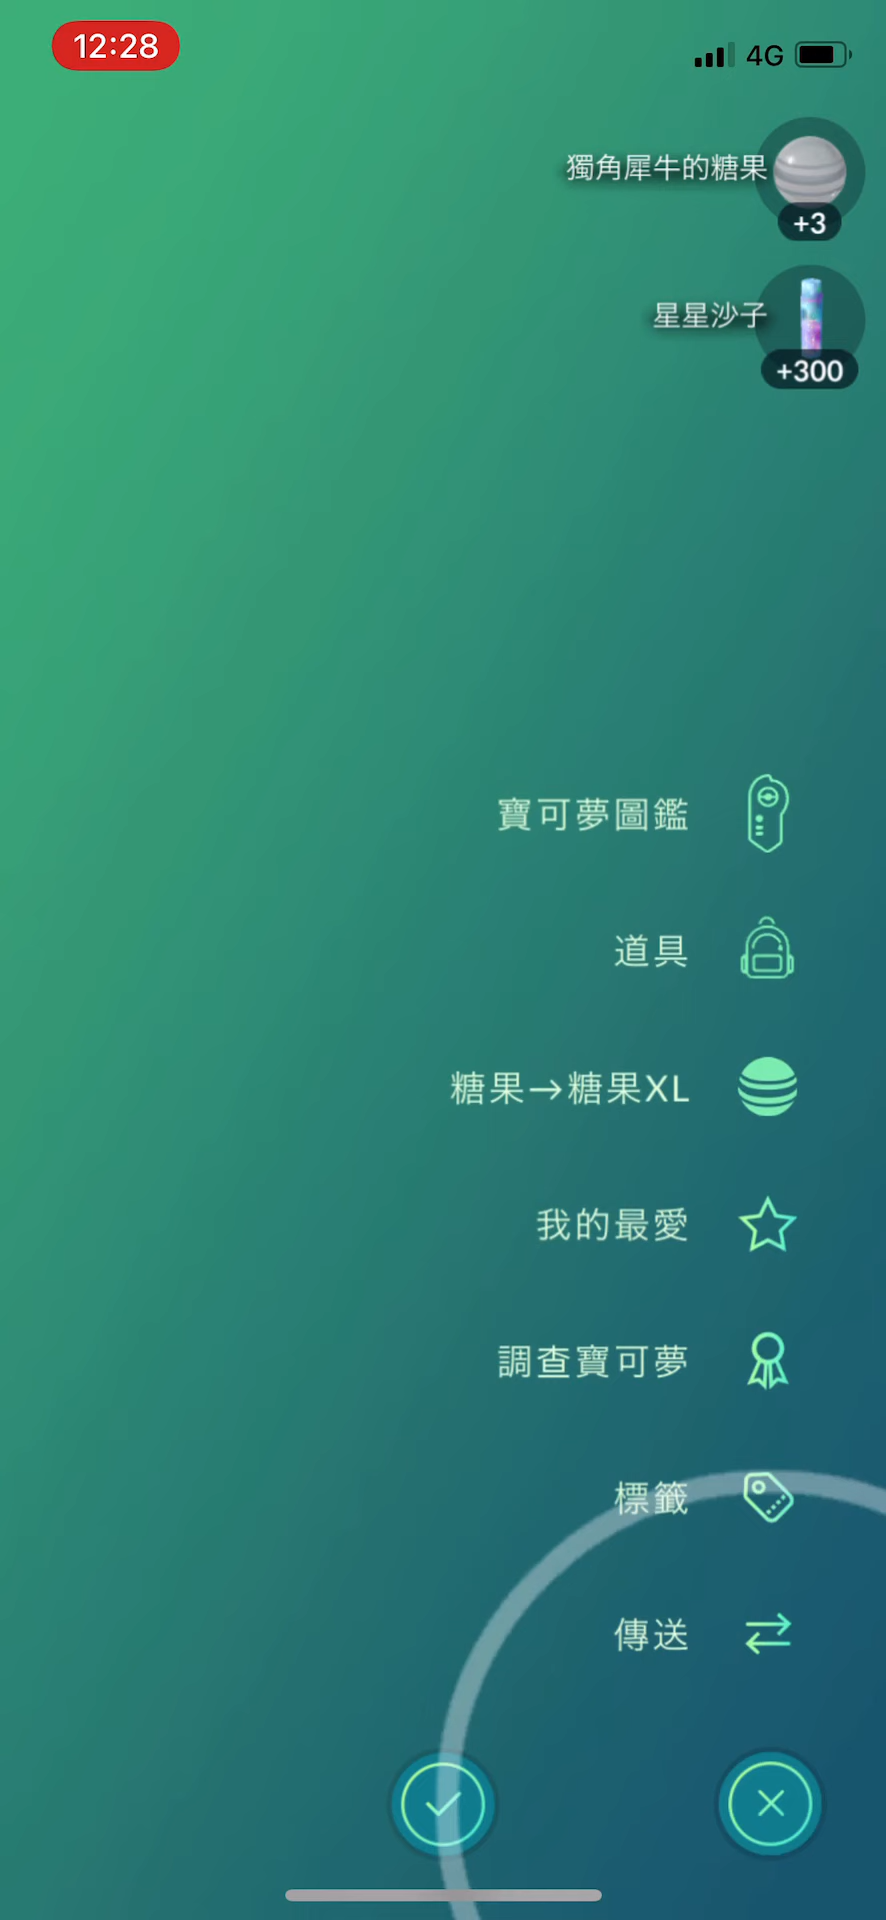 12:28
4G
獨角犀牛的糖果
+3
星星沙子
+300
寶可夢圖鑑
道具
糖果→糖果XL
我的最愛
調查寶可夢
標籤
傳送